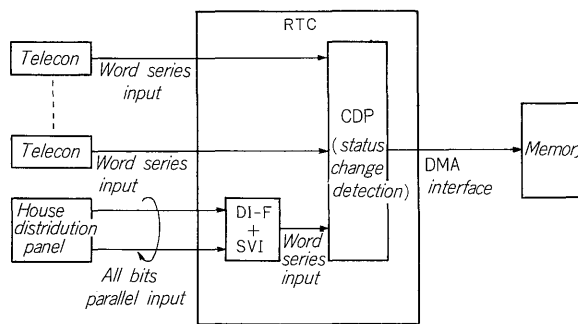 RTC
Telecon
Word series
input
CDP
(status
change
detection)
Telecon
Word series
input
DMA
interface
Memory
House
distridution
panel
DI-F
+
SVI
Word
series
input
All bits
parallel input